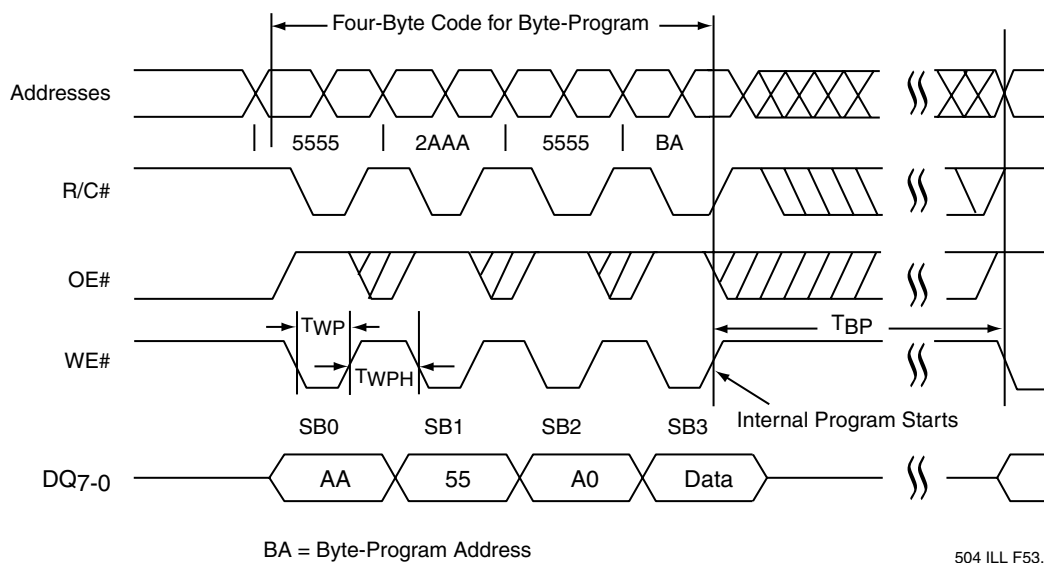 Four-Byte Code for Byte-Program
Addresses
5555 2AAA 5555 BA
R/C#
OE#
TWP TBP
WE#
TWPH
Internal Program Starts
SB0 SB1 SB2 SB3
DQ7-0 AA 55 A0 Data
BA = Byte-Program Address
504 ILL F53.